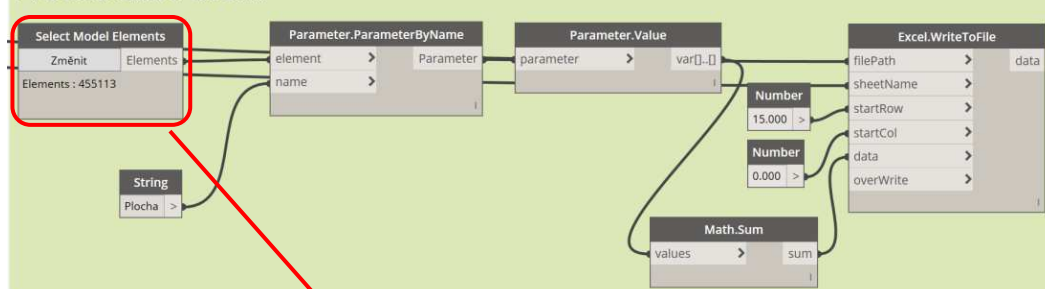 Select Model Elements
Změnit Elements
Elements : 455113
String
Plocha >
Parameter.ParameterByName
element > Parameter
name >
Parameter.Value
parameter > var[]..[]
Number
15.000 >
Number
0.000 >
Math.Sum
values > sum
Excel.WriteToFile
filePath > data
sheetName >
startRow >
startCol >
data >
overWrite >